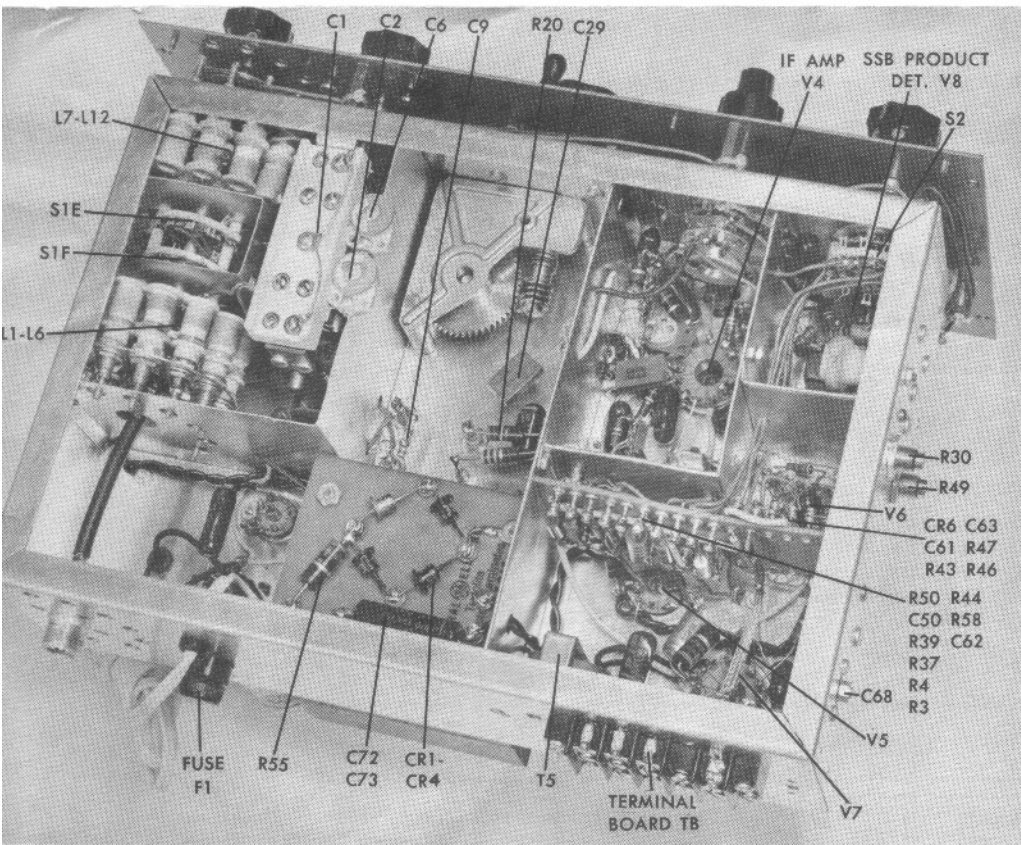 C1
C2
C6
C9
R20
C29
IF AMP
V4
SSB PRODUCT
DET. V8
S2
L7-L12
S1E
S1F
L1-L6
R30
R49
V6
CR6 C63
C61 R47
R43 R46
R50 R44
C50 R58
R39 C62
R37
R4
R3
C68
V5
FUSE
F1
R55
C72
C73
CR1-
CR4
T5
TERMINAL
BOARD TB
V7